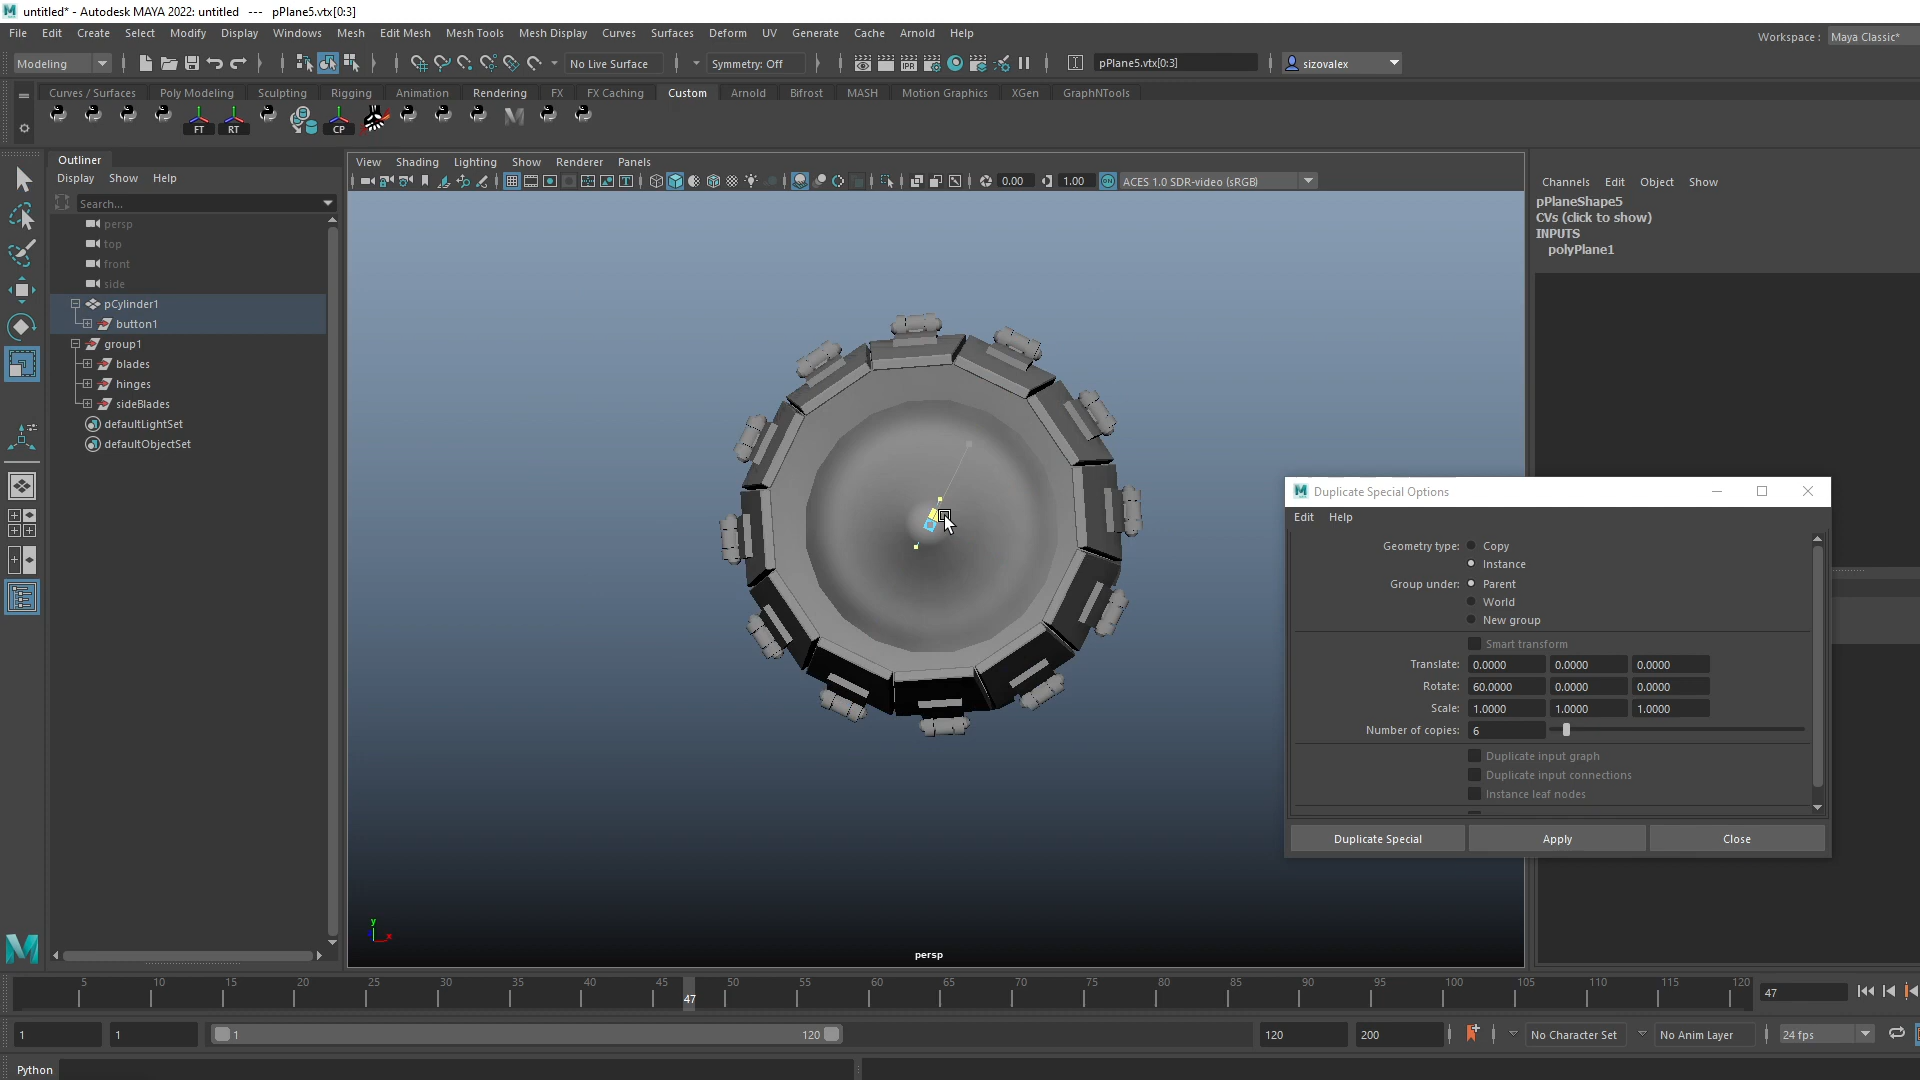 untitled* - Autodesk MAYA 2022: untitled --- pPlane5.vtx[0:3]
File Edit Create Select Modify Display Windows Mesh Edit Mesh Mesh Tools Mesh Display Curves Surfaces Deform UV Generate Cache Arnold Help
Workspace : Maya Classic*
Modeling No Live Surface Symmetry: Off IPR pPlane5.vtx[0:3] sizovalex
Curves / Surfaces Poly Modeling Sculpting Rigging Animation Rendering FX FX Caching Custom Arnold Bifrost MASH Motion Graphics XGen GraphNTools
FT RT CP
Outliner
Display Show Help
Search...
persp
top
front
side
pCylinder1
button1
group1
blades
hinges
sideBlades
defaultLightSet
defaultObjectSet
View Shading Lighting Show Renderer Panels
0.00 1.00 ON ACES 1.0 SDR-video (sRGB)
y
x
persp
Channels Edit Object Show
pPlaneShape5
CVs (click to show)
INPUTS
polyPlane1
Duplicate Special Options
Edit Help
Geometry type: Copy
Instance
Group under: Parent
World
New group
Smart transform
Translate: 0.0000 0.0000 0.0000
Rotate: 60.0000 0.0000 0.0000
Scale: 1.0000 1.0000 1.0000
Number of copies: 6
Duplicate input graph
Duplicate input connections
Instance leaf nodes
Duplicate Special Apply Close
5 10 15 20 25 30 35 40 45 50 55 60 65 70 75 80 85 90 95 100 105 110 115 120
47
47
1 1 1 120 120 200 No Character Set No Anim Layer 24 fps
Python